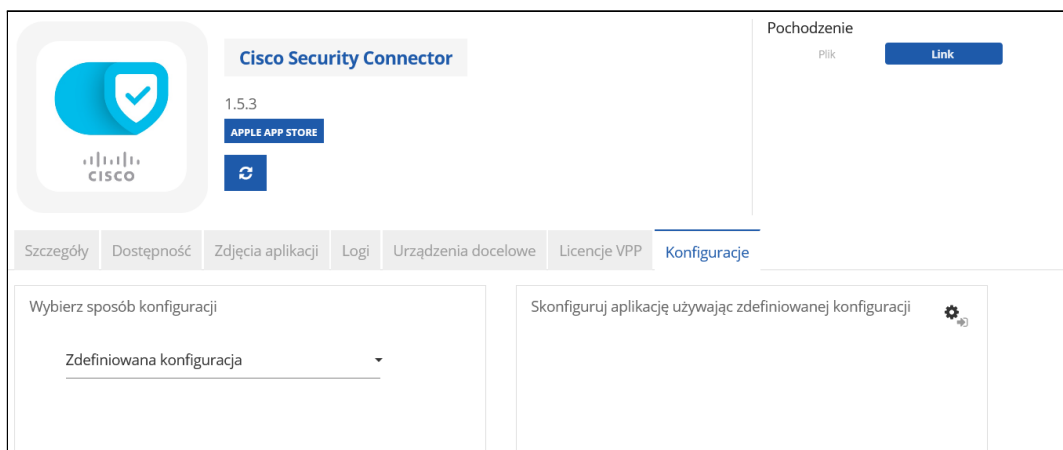 Cisco Security Connector
1.5.3
APPLE APP STORE
CISCO
Pochodzenie
Plik Link
Szczegóły Dostępność Zdjęcia aplikacji Logi Urządzenia docelowe Licencje VPP Konfiguracje
Wybierz sposób konfiguracji
Zdefiniowana konfiguracja
Skonfiguruj aplikację używając zdefiniowanej konfiguracji